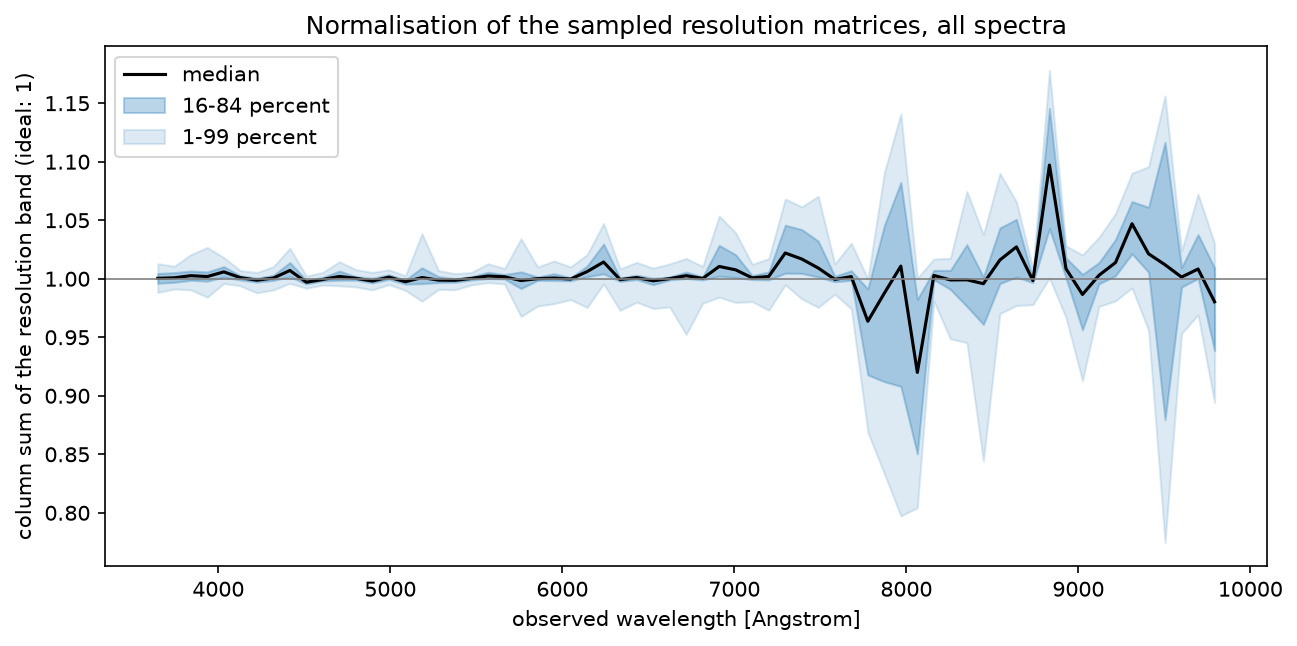 Normalisation of the sampled resolution matrices, all spectra
median
16-84 percent
1-99 percent
column sum of the resolution band (ideal: 1)
1.15
1.10
1.05
1.00
0.95
0.90
0.85
0.80
4000 5000 6000 7000 8000 9000 10000
observed wavelength [Angstrom]